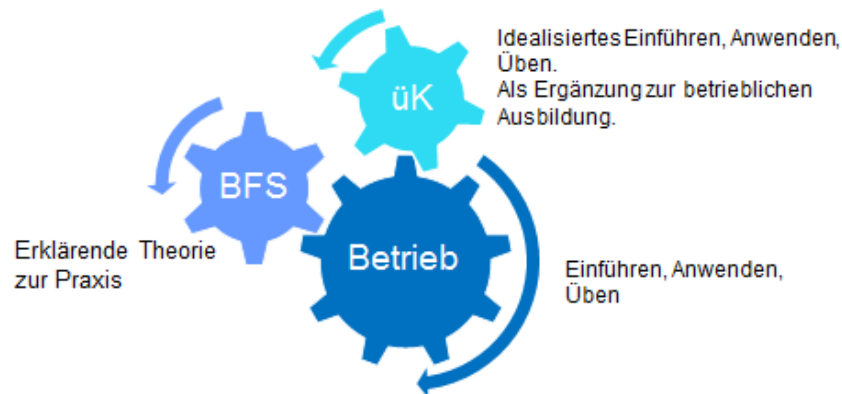 Idealisiertes Einführen, Anwenden,
Üben.
Als Ergänzung zur betrieblichen
Ausbildung.
üK
BFS
Erklärende Theorie
zur Praxis
Betrieb
Einführen, Anwenden,
Üben